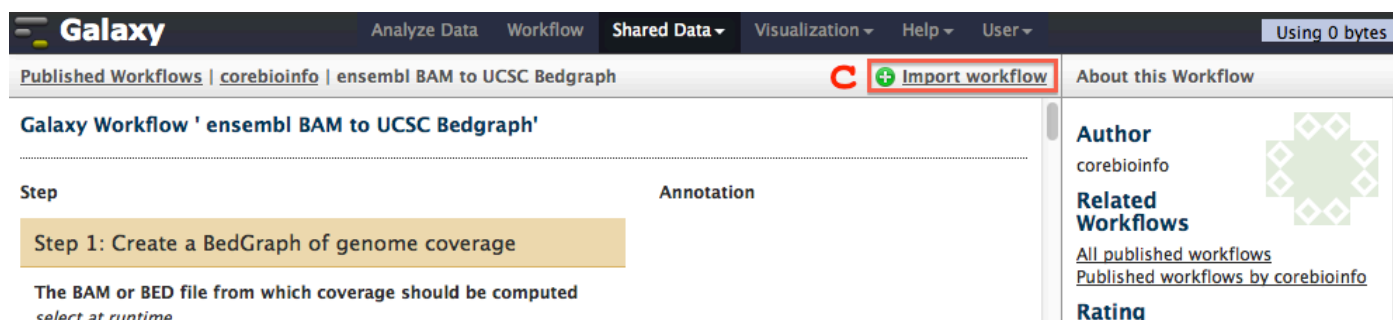 Galaxy Analyze Data Workflow Shared Data Visualization Help User Using 0 bytes
Published Workflows | corebioinfo | ensembl BAM to UCSC Bedgraph C Import workflow About this Workflow
Galaxy Workflow ' ensembl BAM to UCSC Bedgraph'
Author
corebioinfo
Step Annotation
Related
Workflows
Step 1: Create a BedGraph of genome coverage
All published workflows
Published workflows by corebioinfo
The BAM or BED file from which coverage should be computed
select at runtime
Rating